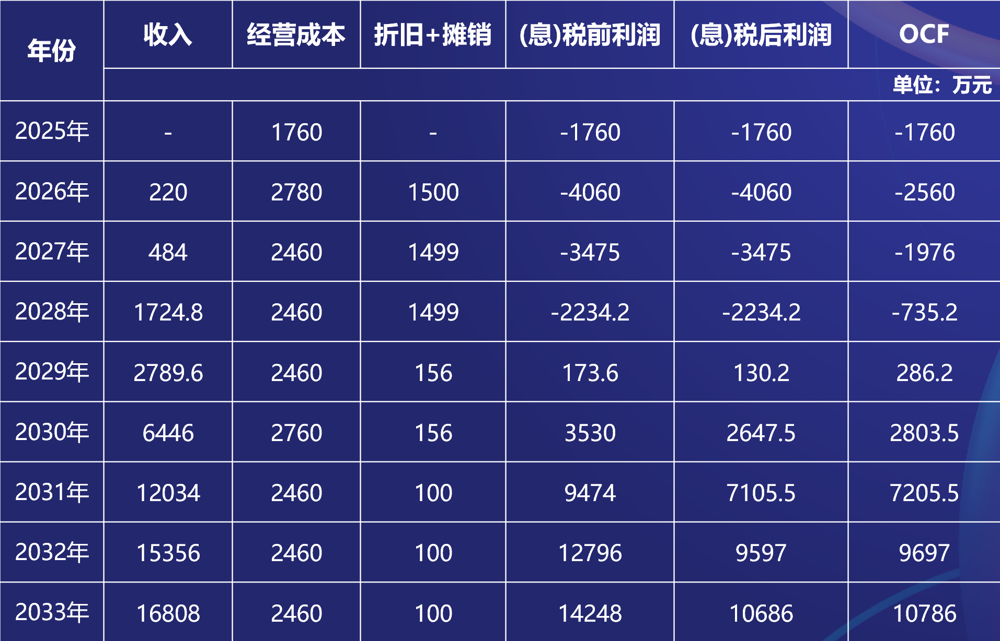 年份 收入 经营成本 折旧+摊销 (息)税前利润 (息)税后利润 OCF
单位：万元
2025年 - 1760 - -1760 -1760 -1760
2026年 220 2780 1500 -4060 -4060 -2560
2027年 484 2460 1499 -3475 -3475 -1976
2028年 1724.8 2460 1499 -2234.2 -2234.2 -735.2
2029年 2789.6 2460 156 173.6 130.2 286.2
2030年 6446 2760 156 3530 2647.5 2803.5
2031年 12034 2460 100 9474 7105.5 7205.5
2032年 15356 2460 100 12796 9597 9697
2033年 16808 2460 100 14248 10686 10786